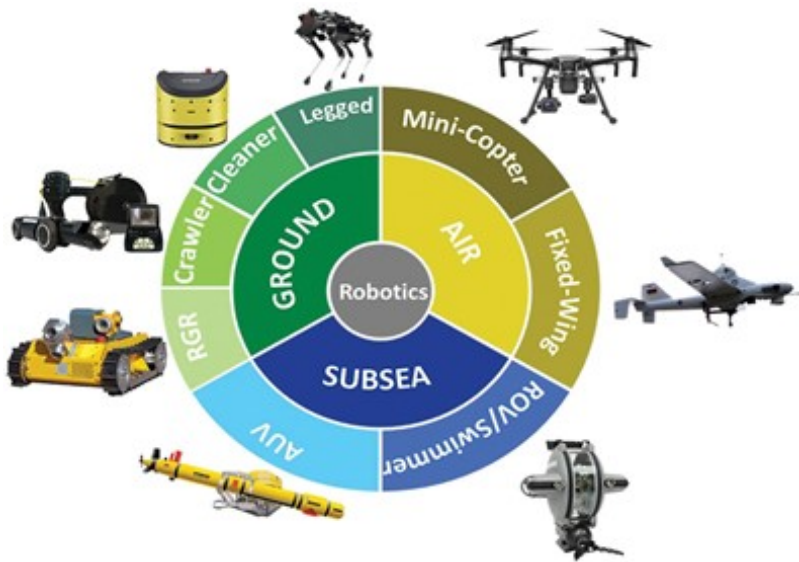 Legged
Mini-Copter
Cleaner
Crawler
GROUND
AIR
Fixed-Wing
Robotics
RGR
SUBSEA
AUV
ROV/Swimmer